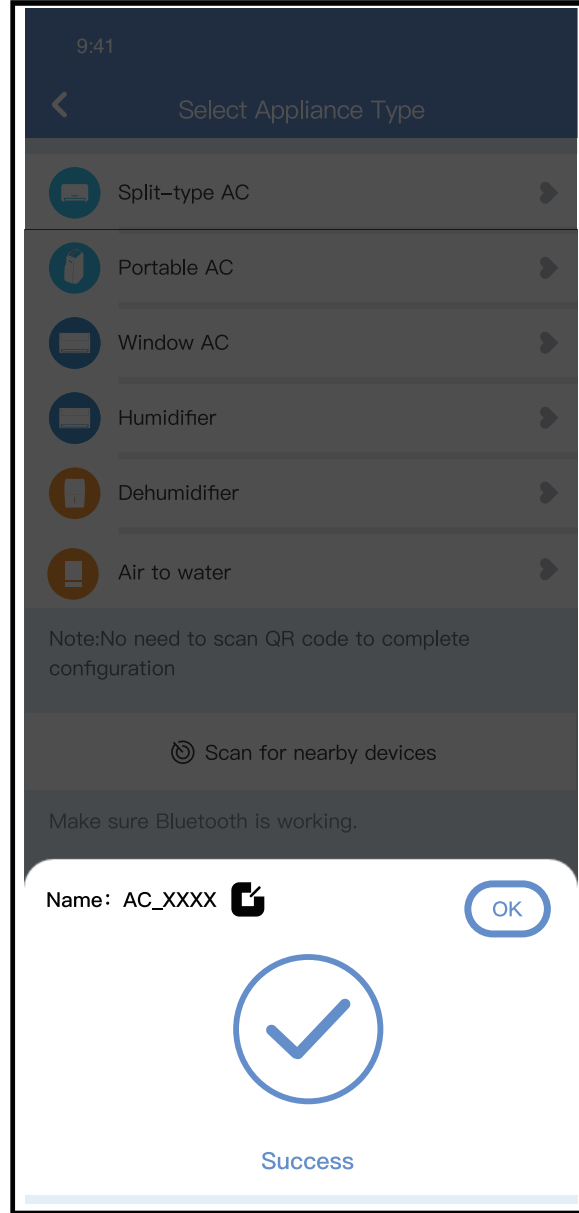 9:41
Select Appliance Type
Split-type AC
Portable AC
Window AC
Humidifier
Dehumidifier
Air to water
Note:No need to scan QR code to complete
configuration
Scan for nearby devices
Make sure Bluetooth is working.
Name: AC_XXXX
OK
Success